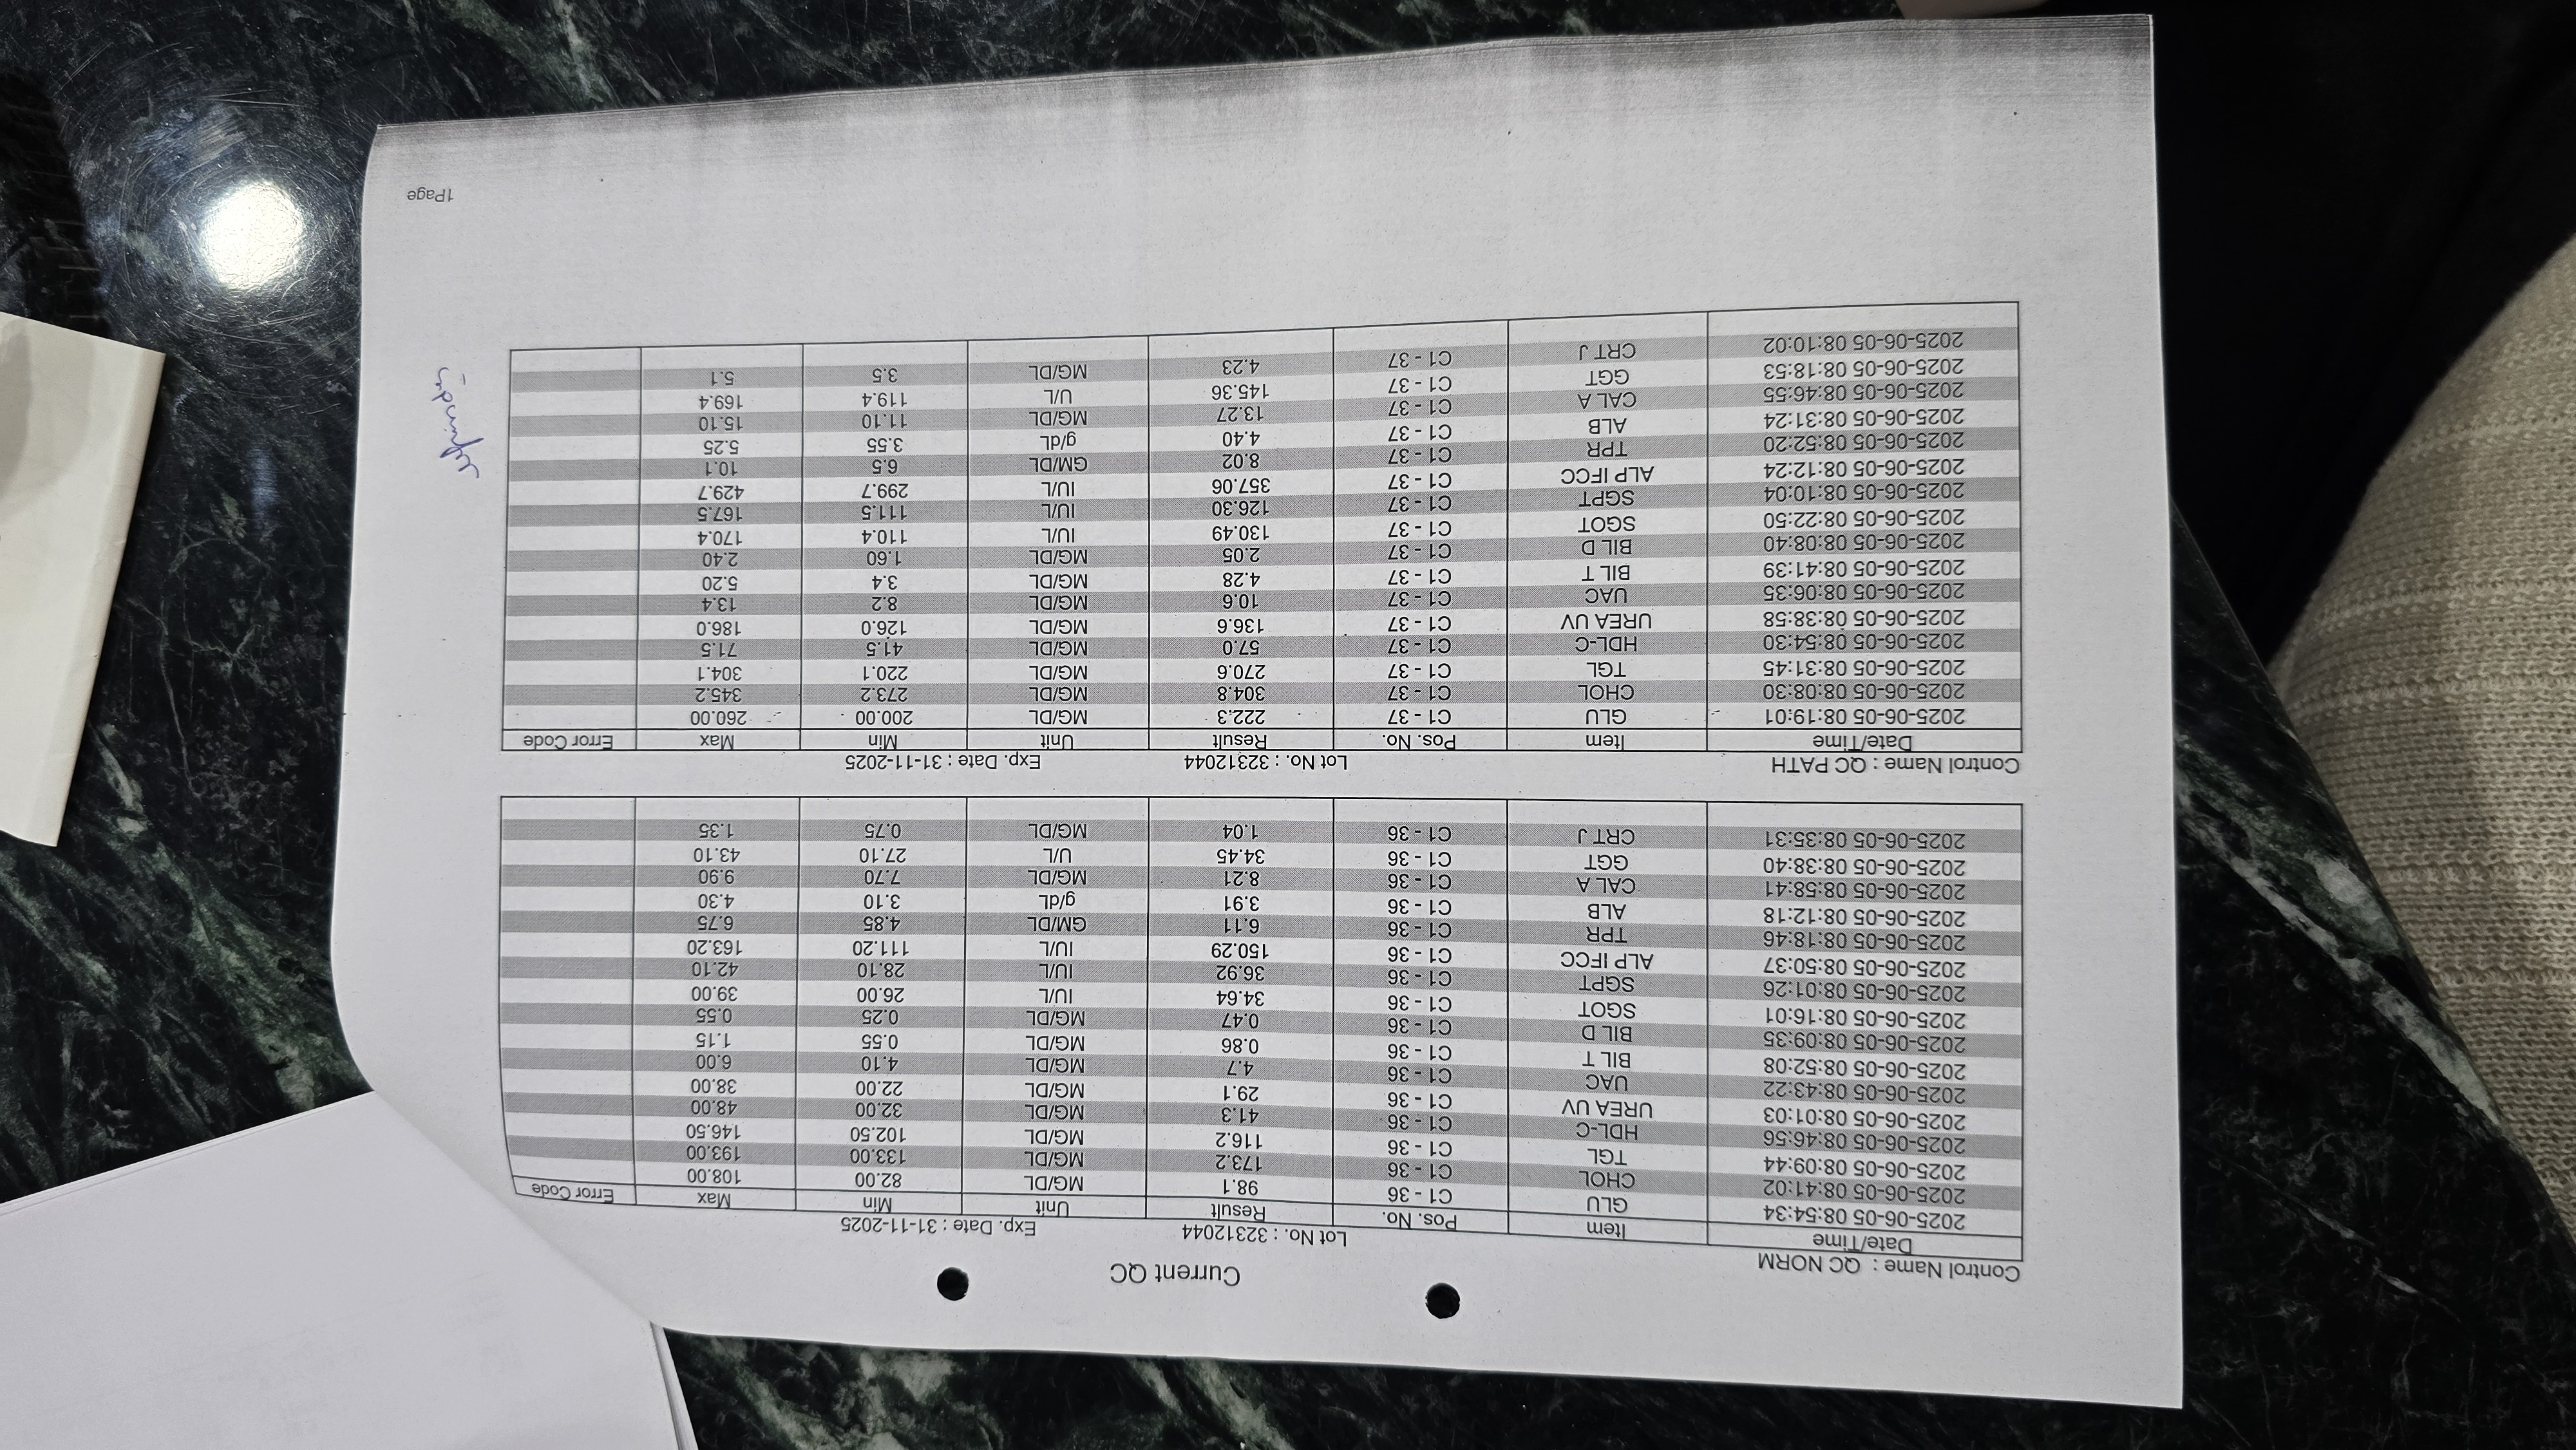 Current QC
Control Name : QC NORM Lot No. : 32312044 Exp. Date : 31-11-2025
Date/Time Item Pos. No. Result Unit Min Max Error Code
2025-06-05 08:54:34 GLU C1 - 36 98.1 MG/DL 82.00 108.00
2025-06-05 08:41:02 CHOL C1 - 36 173.2 MG/DL 133.00 193.00
2025-06-05 08:09:44 TGL C1 - 36 116.2 MG/DL 102.50 146.50
2025-06-05 08:46:56 HDL-C C1 - 36 41.3 MG/DL 32.00 48.00
2025-06-05 08:01:03 UREA UV C1 - 36 29.1 MG/DL 22.00 38.00
2025-06-05 08:43:22 UAC C1 - 36 4.7 MG/DL 4.10 6.00
2025-06-05 08:52:08 BIL T C1 - 36 0.86 MG/DL 0.55 1.15
2025-06-05 08:09:35 BIL D C1 - 36 0.47 MG/DL 0.25 0.55
2025-06-05 08:16:01 SGOT C1 - 36 34.64 IU/L 26.00 39.00
2025-06-05 08:01:26 SGPT C1 - 36 36.92 IU/L 28.10 42.10
2025-06-05 08:50:37 ALP IFCC C1 - 36 150.29 IU/L 111.20 163.20
2025-06-05 08:18:46 TPR C1 - 36 6.11 GM/DL 4.85 6.75
2025-06-05 08:12:18 ALB C1 - 36 3.91 g/dL 3.10 4.30
2025-06-05 08:58:41 CAL A C1 - 36 8.21 MG/DL 7.70 9.90
2025-06-05 08:38:40 GGT C1 - 36 34.45 U/L 27.10 43.10
2025-06-05 08:35:31 CRT J C1 - 36 1.04 MG/DL 0.75 1.35
Control Name : QC PATH Lot No. : 32312044 Exp. Date : 31-11-2025
Date/Time Item Pos. No. Result Unit Min Max Error Code
2025-06-05 08:19:01 GLU C1 - 37 222.3 MG/DL 200.00 260.00
2025-06-05 08:08:30 CHOL C1 - 37 304.8 MG/DL 273.2 345.2
2025-06-05 08:31:45 TGL C1 - 37 270.6 MG/DL 220.1 304.1
2025-06-05 08:54:30 HDL-C C1 - 37 57.0 MG/DL 41.5 71.5
2025-06-05 08:38:58 UREA UV C1 - 37 136.6 MG/DL 126.0 186.0
2025-06-05 08:06:35 UAC C1 - 37 10.6 MG/DL 8.2 13.4
2025-06-05 08:41:39 BIL T C1 - 37 4.28 MG/DL 3.4 5.20
2025-06-05 08:08:40 BIL D C1 - 37 2.05 MG/DL 1.60 2.40
2025-06-05 08:22:50 SGOT C1 - 37 130.49 IU/L 110.4 170.4
2025-06-05 08:10:04 SGPT C1 - 37 126.30 IU/L 111.5 167.5
2025-06-05 08:12:24 ALP IFCC C1 - 37 357.06 IU/L 299.7 429.7
2025-06-05 08:52:20 TPR C1 - 37 8.02 GM/DL 6.5 10.1
2025-06-05 08:31:24 ALB C1 - 37 4.40 g/dL 3.55 5.25
2025-06-05 08:46:55 CAL A C1 - 37 13.27 MG/DL 11.10 15.10
2025-06-05 08:18:53 GGT C1 - 37 145.36 U/L 119.4 169.4
2025-06-05 08:10:02 CRT J C1 - 37 4.23 MG/DL 3.5 5.1
1Page